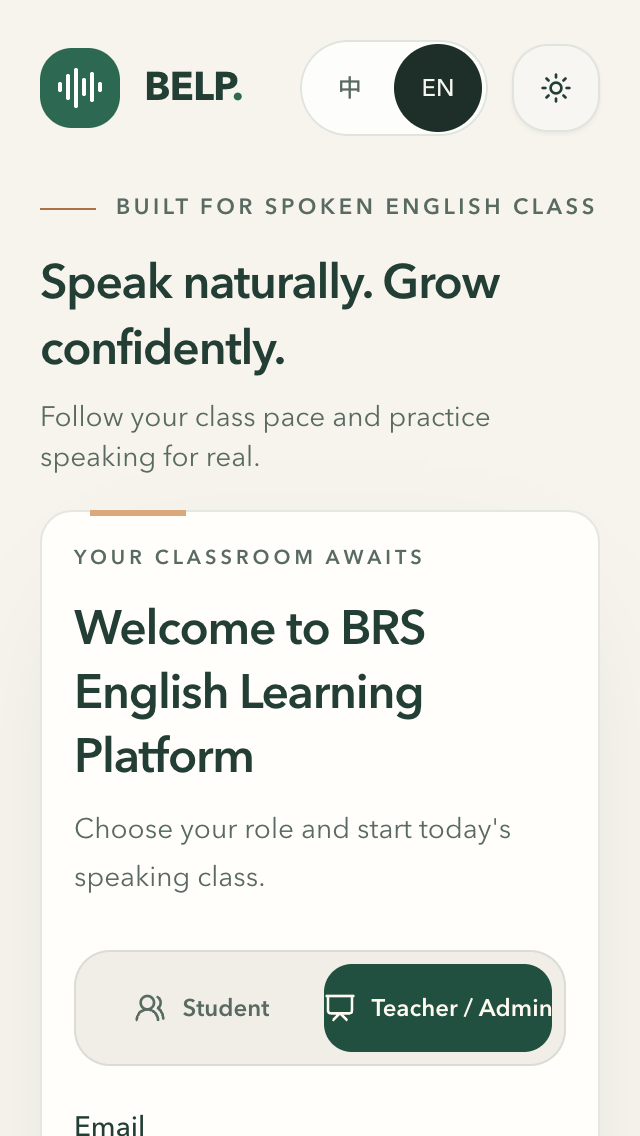 BELP.
中
EN
BUILT FOR SPOKEN ENGLISH CLASS
Speak naturally. Grow
confidently.
Follow your class pace and practice
speaking for real.
YOUR CLASSROOM AWAITS
Welcome to BRS
English Learning
Platform
Choose your role and start today's
speaking class.
Student
Teacher / Admin
Email